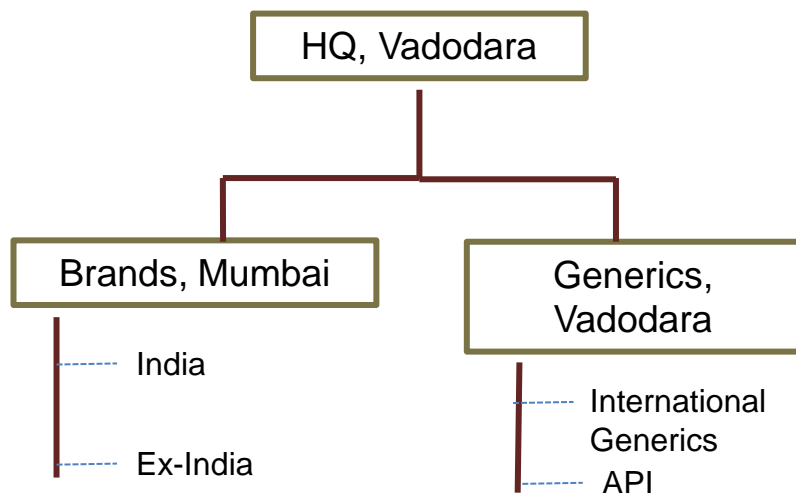 HQ, Vadodara
Brands, Mumbai
India
Ex-India
Generics,
Vadodara
International
Generics
API